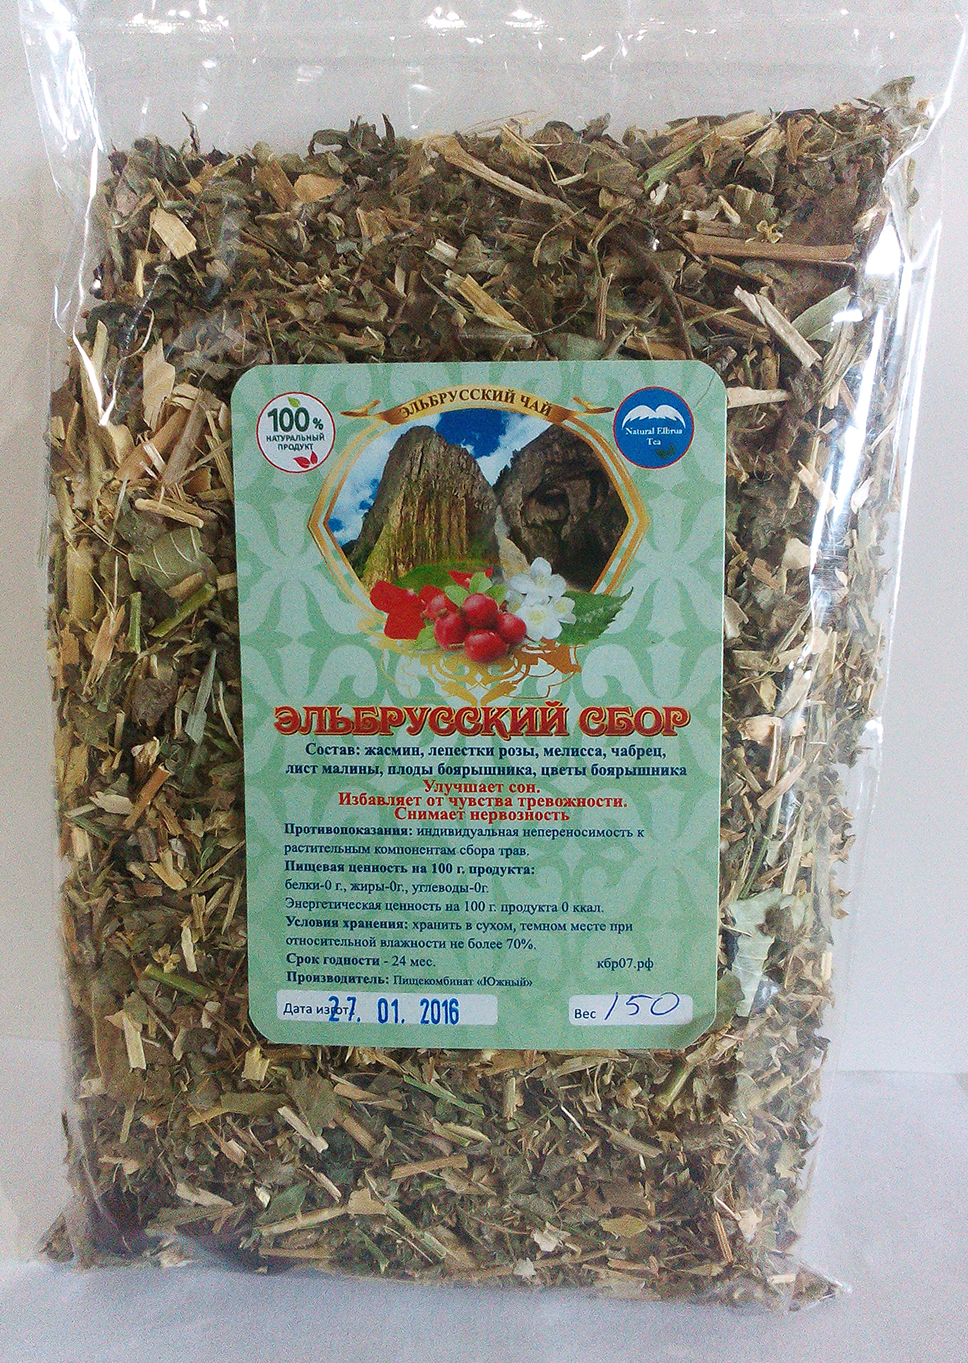 ЭЛЬБРУССКИЙ ЧАЙ
100%
НАТУРАЛЬНЫЙ
ПРОДУКТ
Natural Elbrus
Tea
ЭЛЬБРУССКИЙ СБОР
Состав: жасмин, лепестки розы, мелисса, чабрец,
лист малины, плоды боярышника, цветы боярышника
Улучшает сон.
Избавляет от чувства тревожности.
Снимает нервозность
Противопоказания: индивидуальная непереносимость к
растительным компонентам сбора трав.
Пищевая ценность на 100 г. продукта:
белки-0 г., жиры-0г., углеводы-0г.
Энергетическая ценность на 100 г. продукта 0 ккал.
Условия хранения: хранить в сухом, темном месте при
относительной влажности не более 70%.
Срок годности - 24 мес. кбр07.рф
Производитель: Пищекомбинат «Южный»
Дата изгот. 27. 01. 2016 Вес 150